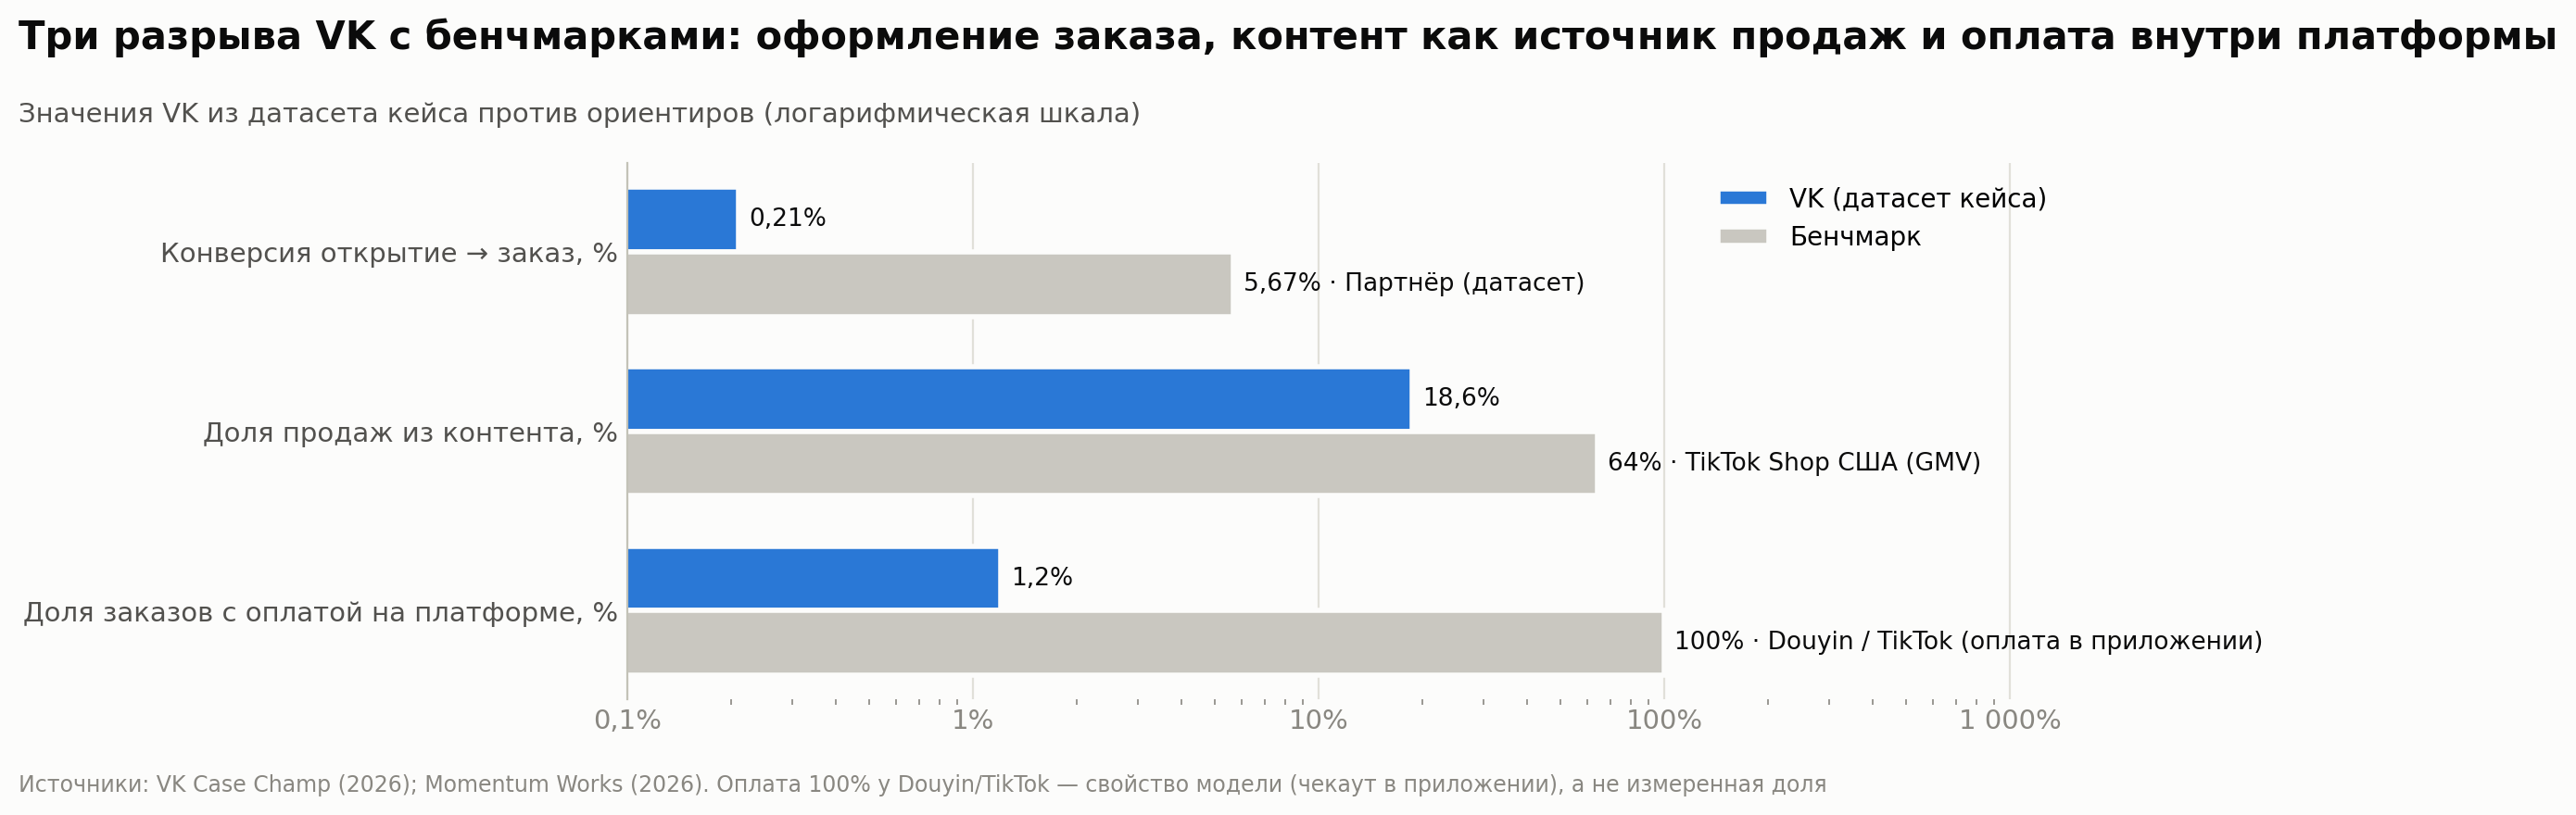 Три разрыва VK с бенчмарками: оформление заказа, контент как источник продаж и оплата внутри платформы
Значения VK из датасета кейса против ориентиров (логарифмическая шкала)
VK (датасет кейса)
Бенчмарк
Конверсия открытие → заказ, %
0,21%
5,67% · Партнёр (датасет)
Доля продаж из контента, %
18,6%
64% · TikTok Shop США (GMV)
Доля заказов с оплатой на платформе, %
1,2%
100% · Douyin / TikTok (оплата в приложении)
0,1% 1% 10% 100% 1 000%
Источники: VK Case Champ (2026); Momentum Works (2026). Оплата 100% у Douyin/TikTok — свойство модели (чекаут в приложении), а не измеренная доля